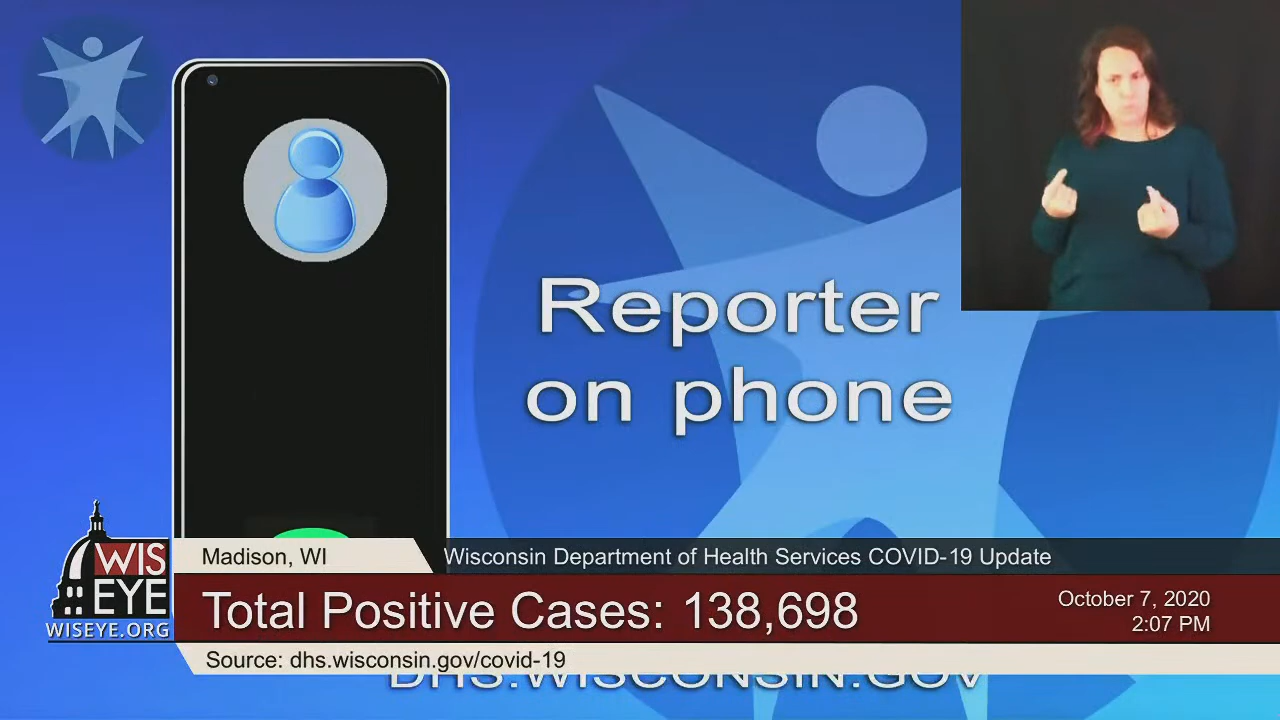 Reporter
on phone
Madison, WI
Wisconsin Department of Health Services COVID-19 Update
WIS
EYE
WISEYE.ORG
Total Positive Cases: 138,698
October 7, 2020
2:07 PM
Source: dhs.wisconsin.gov/covid-19
DHS.WISCONSIN.GOV